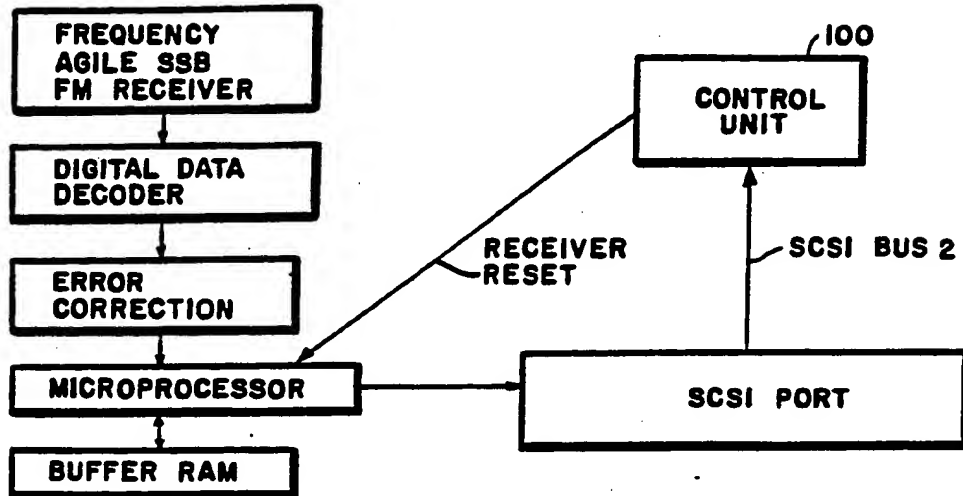 FREQUENCY
AGILE SSB
FM RECEIVER
DIGITAL DATA
DECODER
ERROR
CORRECTION
MICROPROCESSOR
BUFFER RAM
RECEIVER
RESET
100
CONTROL
UNIT
SCSI BUS 2
SCSI PORT